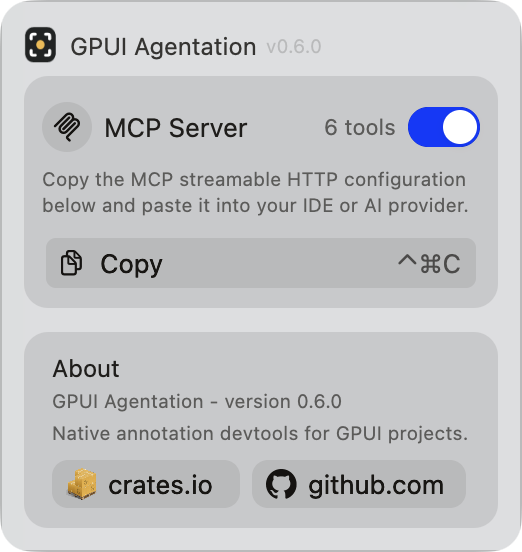 GPUI Agentation v0.6.0
MCP Server 6 tools
Copy the MCP streamable HTTP configuration
below and paste it into your IDE or AI provider.
Copy ^⌘C
About
GPUI Agentation - version 0.6.0
Native annotation devtools for GPUI projects.
crates.io github.com